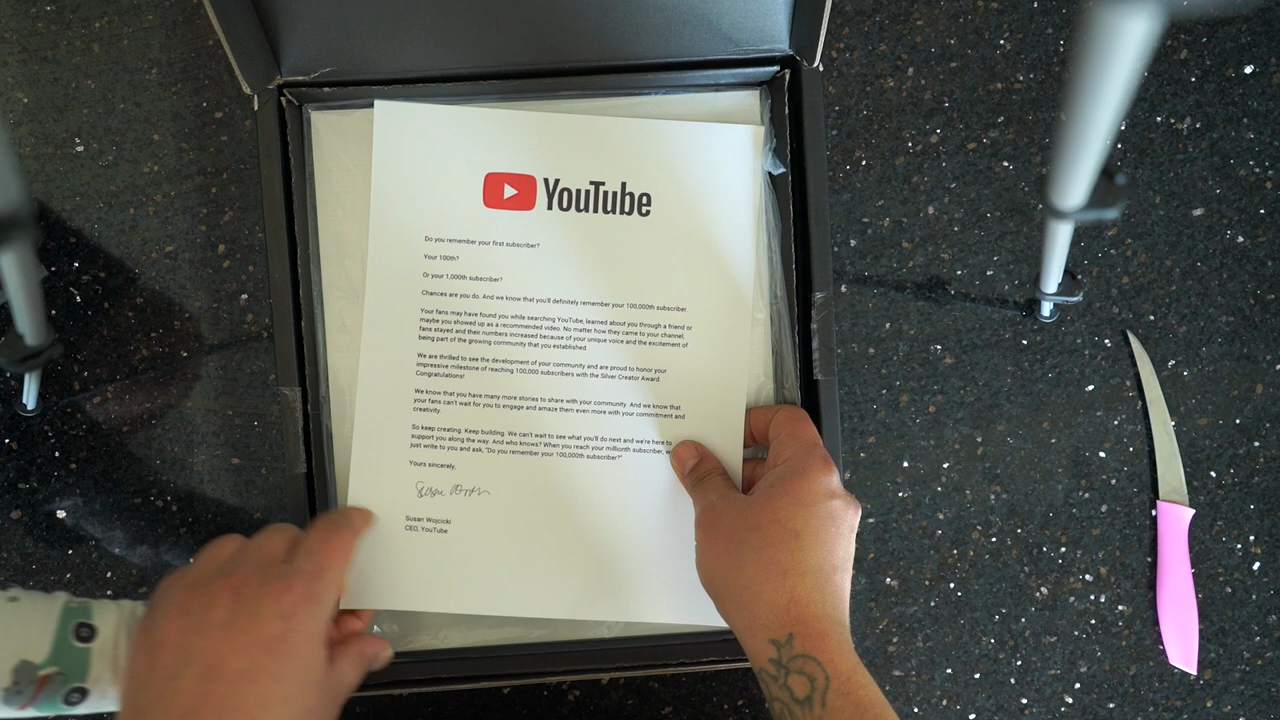 YouTube
Do you remember your first subscriber?
Your 100th?
Or your 1,000th subscriber?
Chances are you do. And we know that you'll definitely remember your 100,000th subscriber.
Your fans may have found you while searching YouTube, learned about you through a friend or
maybe you showed up as a recommended video. No matter how they came to your channel,
fans stayed and their numbers increased because of your unique voice and the excitement of
being part of the growing community that you established.
We are thrilled to see the development of your community and are proud to honor your
impressive milestone of reaching 100,000 subscribers with the Silver Creator Award.
Congratulations!
We know that you have many more stories to share with your community. And we know that
your fans can't wait for you to engage and amaze them even more with your commitment and
creativity.
So keep creating. Keep building. We can't wait to see what you'll do next and we're here to
support you along the way. And who knows? When you reach your millionth subscriber,
just write to you and ask, "Do you remember your 100,000th subscriber?"
Yours sincerely,
Susan Wojcicki
CEO, YouTube